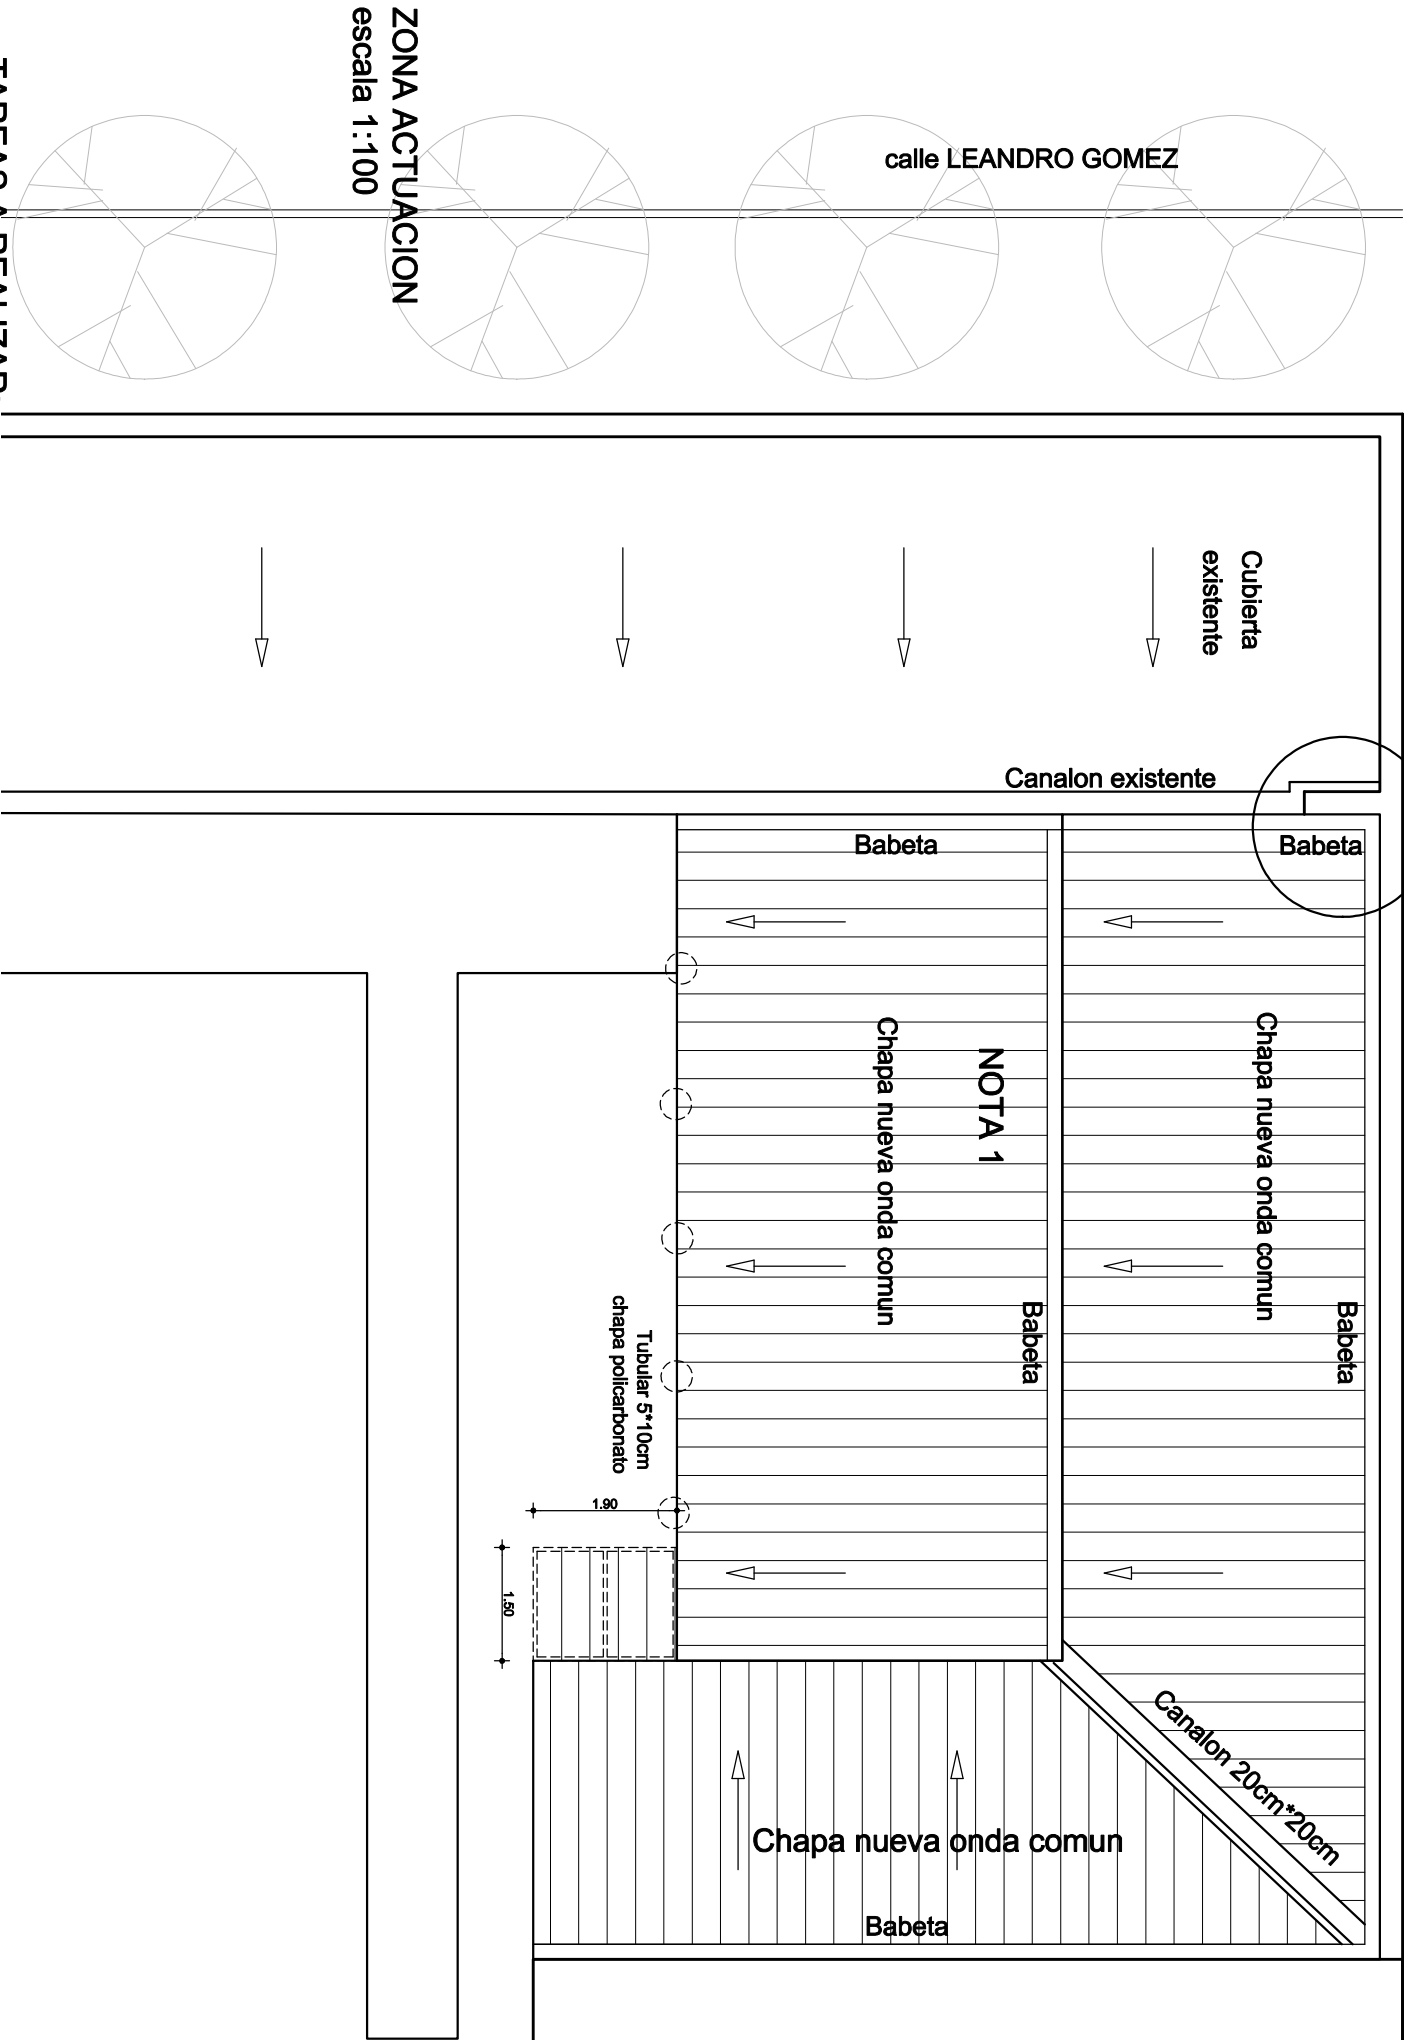 ZONA ACTUACION
escala 1:100
TAREAS A REALIZAR
calle LEANDRO GOMEZ
Cubierta
existente
Canalon existente
Babeta
Babeta
Chapa nueva onda comun
NOTA 1
Chapa nueva onda comun
Babeta
Babeta
Tubular 5*10cm
chapa policarbonato
1.90
1.50
Canalon 20cm*20cm
Chapa nueva onda comun
Babeta